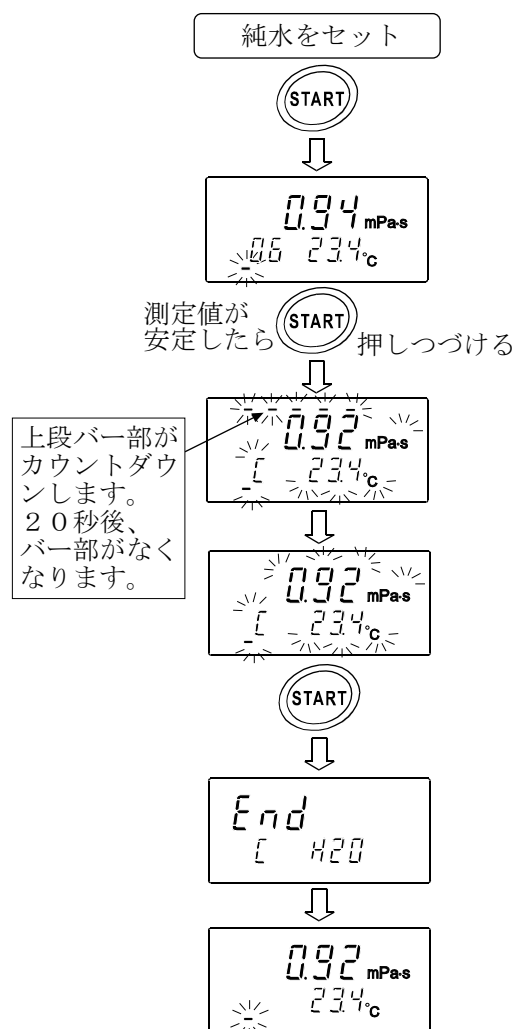 純水をセット
START
0.94 mPa·s
0.6 23.4℃
測定値が
安定したら
START
押しつづける
0.92 mPa·s
C 23.4℃
上段バー部が
カウントダウ
ンします。
20秒後、
バー部がなく
なります。
0.92 mPa·s
C 23.4℃
START
End
C H2O
0.92 mPa·s
23.4℃